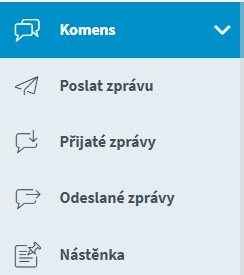 Komens
Poslat zprávu
Přijaté zprávy
Odeslané zprávy
Nástěnka